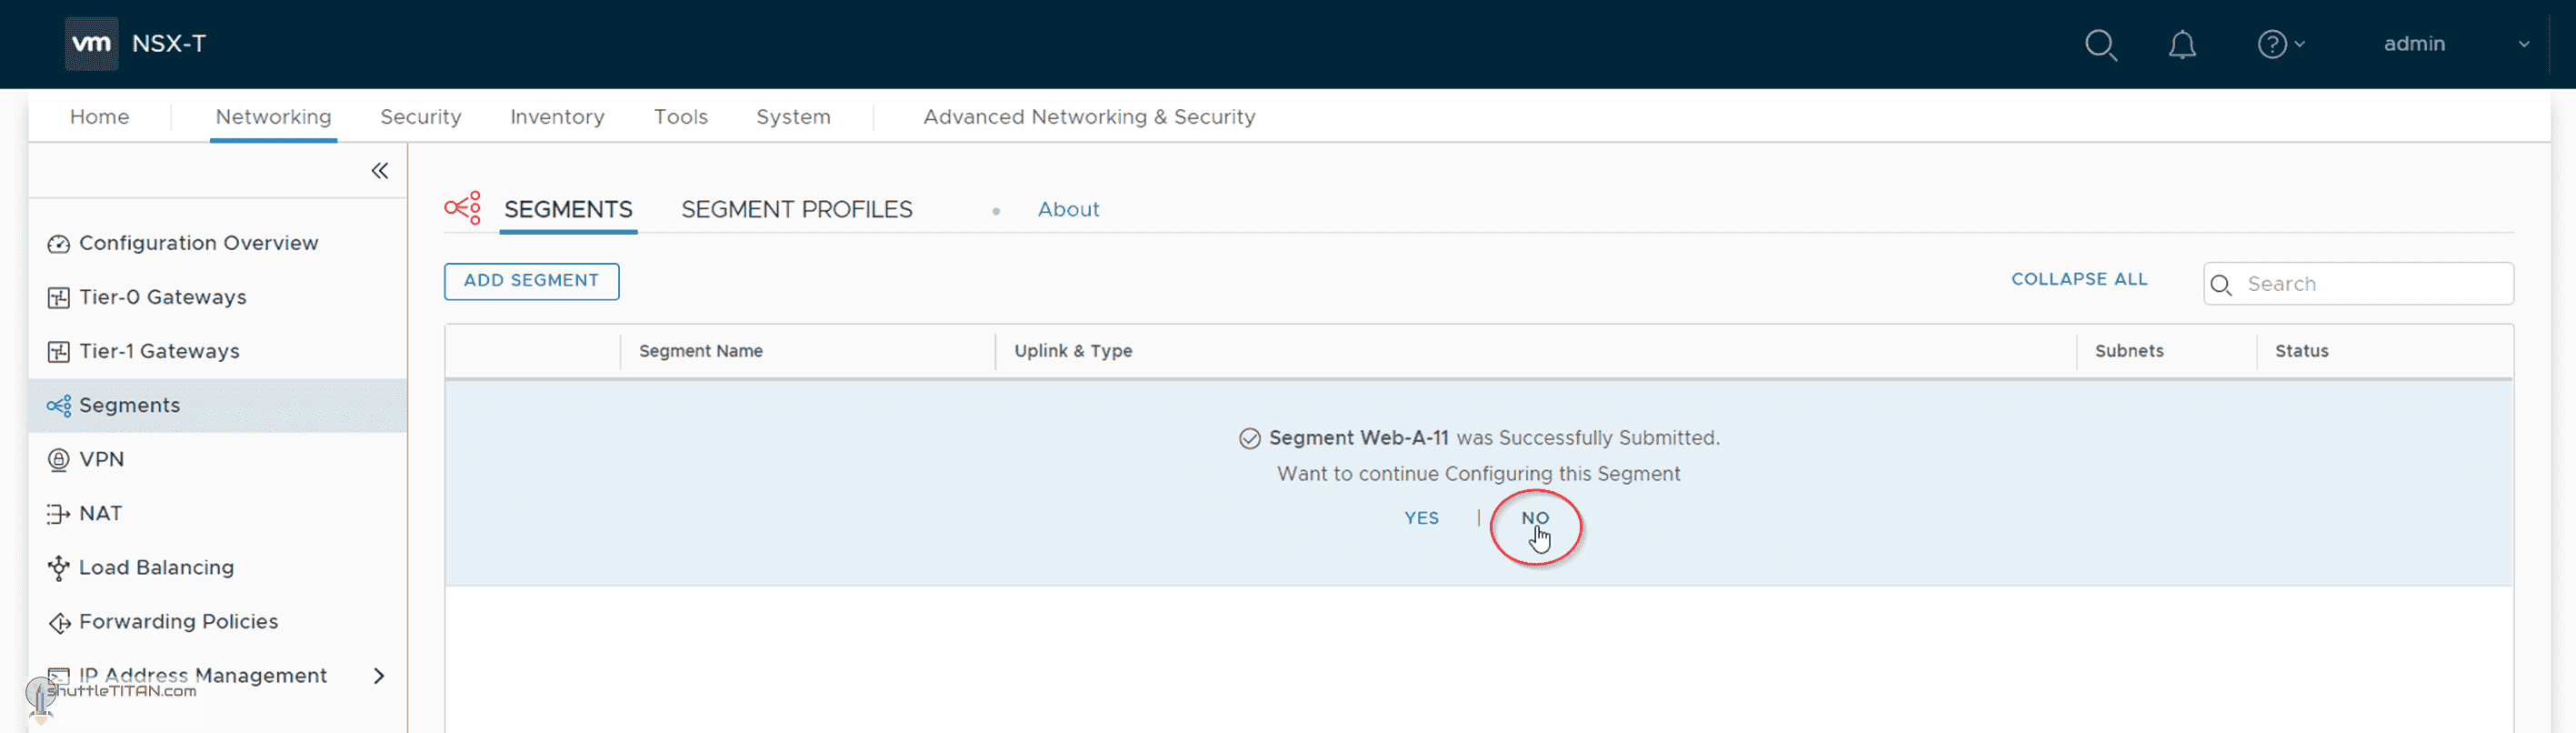 vm NSX-T
? admin
Home Networking Security Inventory Tools System Advanced Networking & Security
SEGMENTS SEGMENT PROFILES About
ADD SEGMENT COLLAPSE ALL Search
Segment Name Uplink & Type Subnets Status
Configuration Overview
Tier-0 Gateways
Tier-1 Gateways
Segments
VPN
NAT
Load Balancing
Forwarding Policies
IP Address Management
Segment Web-A-11 was Successfully Submitted.
Want to continue Configuring this Segment
YES | NO
shuttleTITAN.com